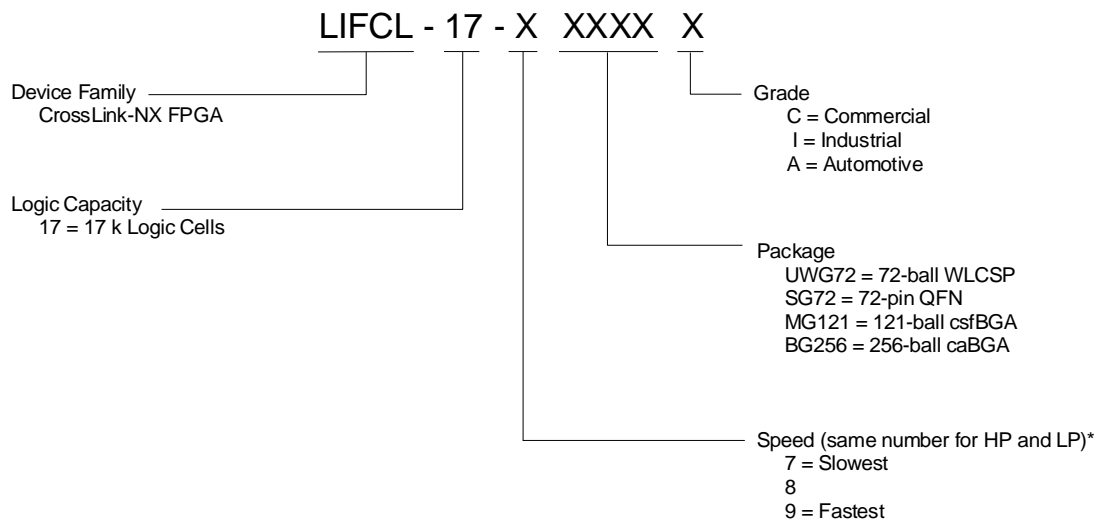 LIFCL - 17 - X XXXX X
Device Family
CrossLink-NX FPGA
Logic Capacity
17 = 17 k Logic Cells
Grade
C = Commercial
I = Industrial
A = Automotive
Package
UWG72 = 72-ball WLCSP
SG72 = 72-pin QFN
MG121 = 121-ball csfBGA
BG256 = 256-ball caBGA
Speed (same number for HP and LP)*
7 = Slowest
8
9 = Fastest